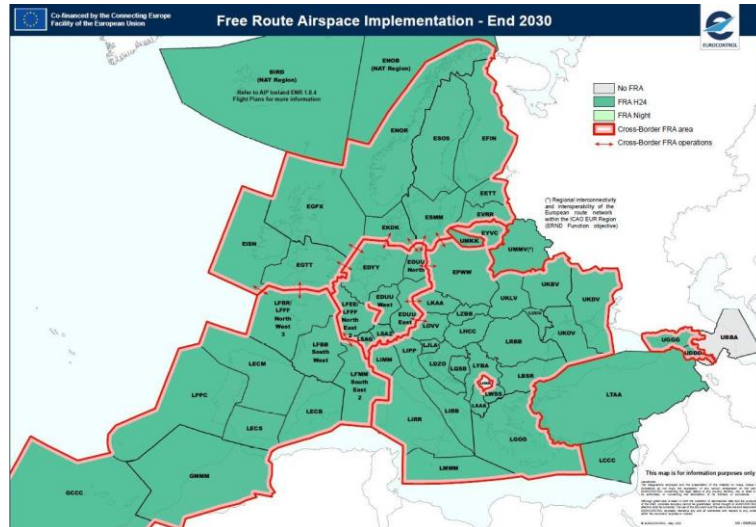 Co-financed by the Connecting Europe
Facility of the European Union
Free Route Airspace Implementation - End 2030
EUROCONTROL
BIRD
(NAT Region)
Refer to AIP Iceland ENR 1.8.4
Flight Plans for more information
ENOB
(NAT Region)
No FRA
FRA H24
FRA Night
Cross-Border FRA area
Cross-Border FRA operations
ENOR
ESOS
EFIN
EGPX
EETT
(*) Regional interconnectivity
and interoperability of the
European route network
within the ICAO EUR Region
(ERND Function objective)
EKDK
ESMM
EVRR
EYVC
UMKK
UMMV(*)
EISN
EGTT
EDYY
EDUU
North
EPWW
LFBR/
LFFF
North
West
3
LFEE/
LFFF
North
East
EDUU
West
EDUU
East
LKAA
UKLV
UKBV
UKDV
UKOV
LZBB
LOVV
LHCC
LSAZ
LSAG
UGGG
UBBA
UDDD
LFBB
South
West
LIMM
LIPP
LJLA
LRBB
LDZO
LECM
LQSB
LYBA
LBSR
LFMM
South
East
2
LPPC
LWSS
LTAA
LAAA
LECS
LECB
LIRR
LIBB
LGGG
GMMM
LMMM
LCCC
GCCC
This map is for information purposes only